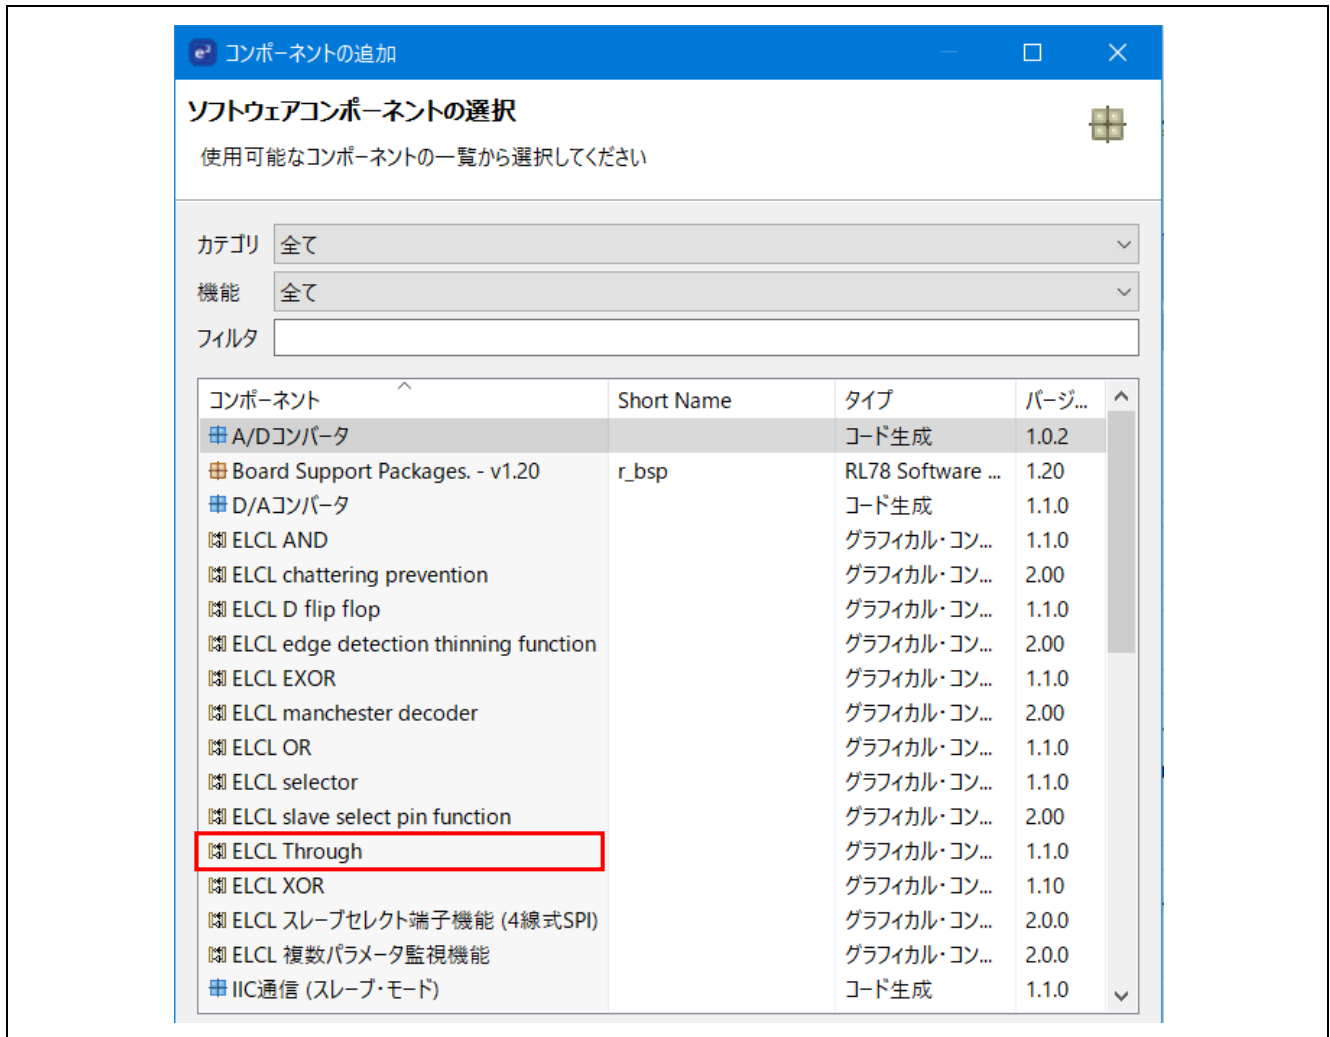 コンポーネントの追加
ソフトウェアコンポーネントの選択
使用可能なコンポーネントの一覧から選択してください
カテゴリ 全て
機能 全て
フィルタ
コンポーネント Short Name タイプ バージ...
A/Dコンバータ コード生成 1.0.2
Board Support Packages. - v1.20 r_bsp RL78 Software ... 1.20
D/Aコンバータ コード生成 1.1.0
ELCL AND グラフィカル・コン... 1.1.0
ELCL chattering prevention グラフィカル・コン... 2.00
ELCL D flip flop グラフィカル・コン... 1.1.0
ELCL edge detection thinning function グラフィカル・コン... 2.00
ELCL EXOR グラフィカル・コン... 1.1.0
ELCL manchester decoder グラフィカル・コン... 2.00
ELCL OR グラフィカル・コン... 1.1.0
ELCL selector グラフィカル・コン... 1.1.0
ELCL slave select pin function グラフィカル・コン... 2.00
ELCL Through グラフィカル・コン... 1.1.0
ELCL XOR グラフィカル・コン... 1.10
ELCL スレーブセレクト端子機能 (4線式SPI) グラフィカル・コン... 2.0.0
ELCL 複数パラメータ監視機能 グラフィカル・コン... 2.0.0
IIC通信 (スレーブ・モード) コード生成 1.1.0